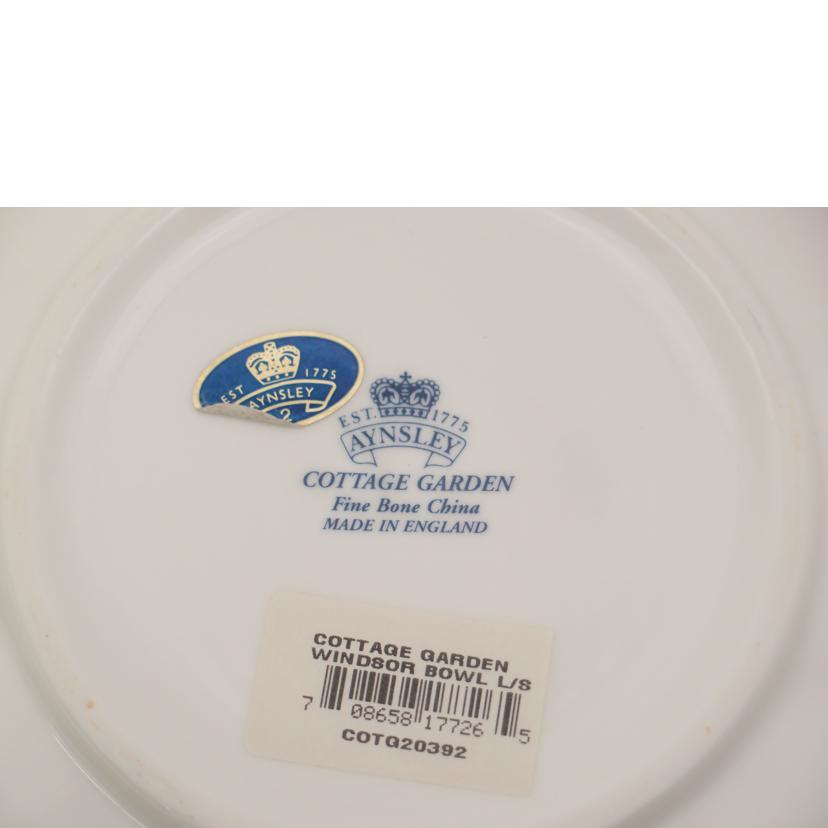 EST 1775
AYNSLEY
2
EST. 1775
AYNSLEY
COTTAGE GARDEN
Fine Bone China
MADE IN ENGLAND
COTTAGE GARDEN
WINDSOR BOWL L/S
7 08658 17726 5
COTG20392